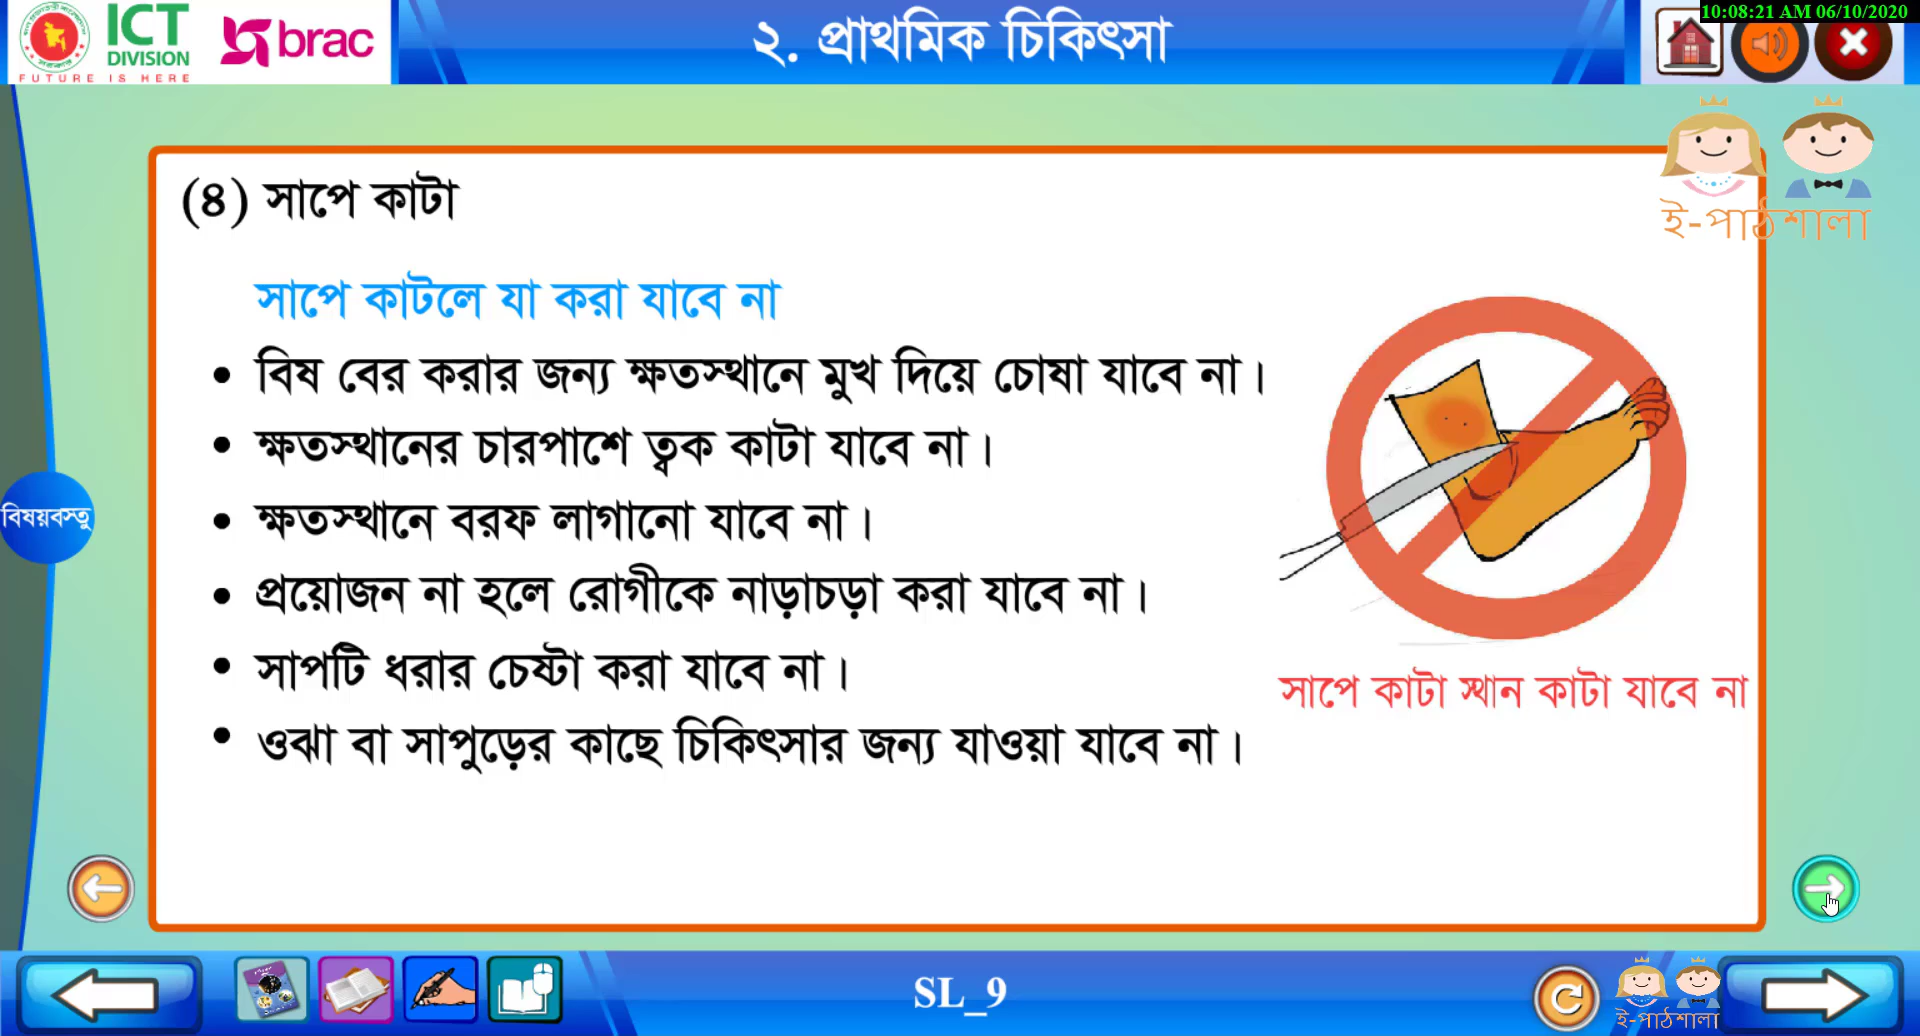 10:08:21 AM 06/10/2020
ICT
DIVISION
FUTURE IS HERE
brac
২. প্রাথমিক চিকিৎসা
ই-পাঠশালা
(৪) সাপে কাটা
সাপে কাটলে যা করা যাবে না
• বিষ বের করার জন্য ক্ষতস্থানে মুখ দিয়ে চোষা যাবে না।
• ক্ষতস্থানের চারপাশে ত্বক কাটা যাবে না।
• ক্ষতস্থানে বরফ লাগানো যাবে না।
• প্রয়োজন না হলে রোগীকে নাড়াচড়া করা যাবে না।
• সাপটি ধরার চেষ্টা করা যাবে না।
• ওঝা বা সাপুড়ের কাছে চিকিৎসার জন্য যাওয়া যাবে না।
সাপে কাটা স্থান কাটা যাবে না
বিষয়বস্তু
SL_9
ই-পাঠশালা